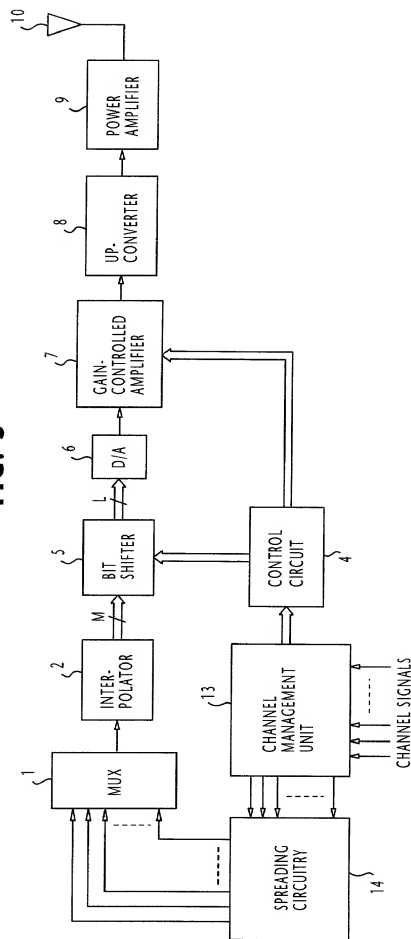 10
9
POWER
AMPLIFIER
8
UP-
CONVERTER
7
GAIN-
CONTROLLED
AMPLIFIER
6
D/A
L
5
BIT
SHIFTER
M
2
INTER-
POLATOR
1
MUX
CONTROL
CIRCUIT
4
13
CHANNEL
MANAGEMENT
UNIT
CHANNEL SIGNALS
SPREADING
CIRCUITRY
14